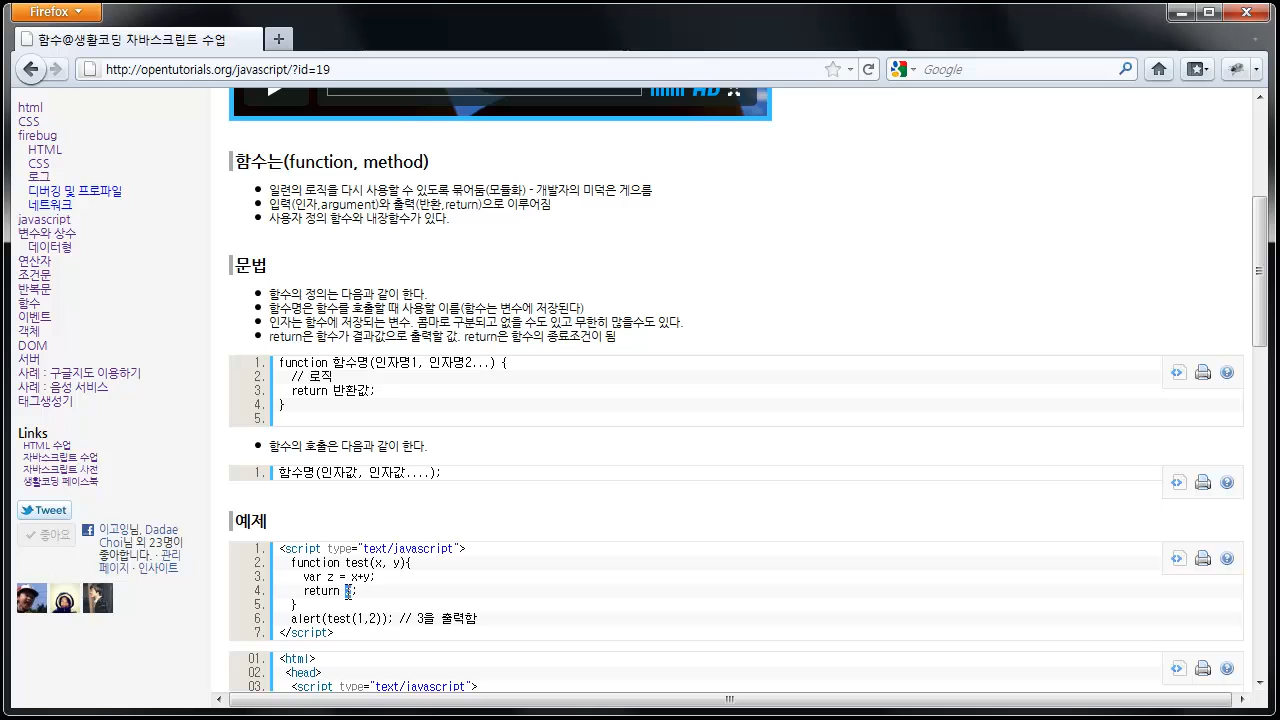 Firefox
함수@생활코딩 자바스크립트 수업
http://opentutorials.org/javascript/?id=19
Google
html
CSS
firebug
HTML
CSS
로그
디버깅 및 프로파일
네트워크
javascript
변수와 상수
데이터형
연산자
조건문
반복문
함수
이벤트
객체
DOM
서버
사례 : 구글지도 이용하기
사례 : 음성 서비스
태그생성기
Links
HTML 수업
자바스크립트 수업
자바스크립트 사전
생활코딩 페이스북
Tweet
좋아요
이고잉님, Dadae
Choi님 외 23명이
좋아합니다. · 관리
페이지 · 인사이트
HD
함수는(function, method)
일련의 로직을 다시 사용할 수 있도록 묶어둠(모듈화) - 개발자의 미덕은 게으름
입력(인자,argument)와 출력(반환,return)으로 이루어짐
사용자 정의 함수와 내장함수가 있다.
문법
함수의 정의는 다음과 같이 한다.
함수명은 함수를 호출할 때 사용할 이름(함수는 변수에 저장된다)
인자는 함수에 저장되는 변수. 콤마로 구분되고 없을 수도 있고 무한히 많을수도 있다.
return은 함수가 결과값으로 출력할 값. return은 함수의 종료조건이 됨
1. function 함수명(인자명1, 인자명2...) {
2. // 로직
3. return 반환값;
4. }
5.
함수의 호출은 다음과 같이 한다.
1. 함수명(인자값, 인자값....);
예제
1. <script type="text/javascript">
2. function test(x, y){
3. var z = x+y;
4. return ;
5. }
6. alert(test(1,2)); // 3을 출력함
7. </script>
01. <html>
02. <head>
03. <script type="text/javascript">